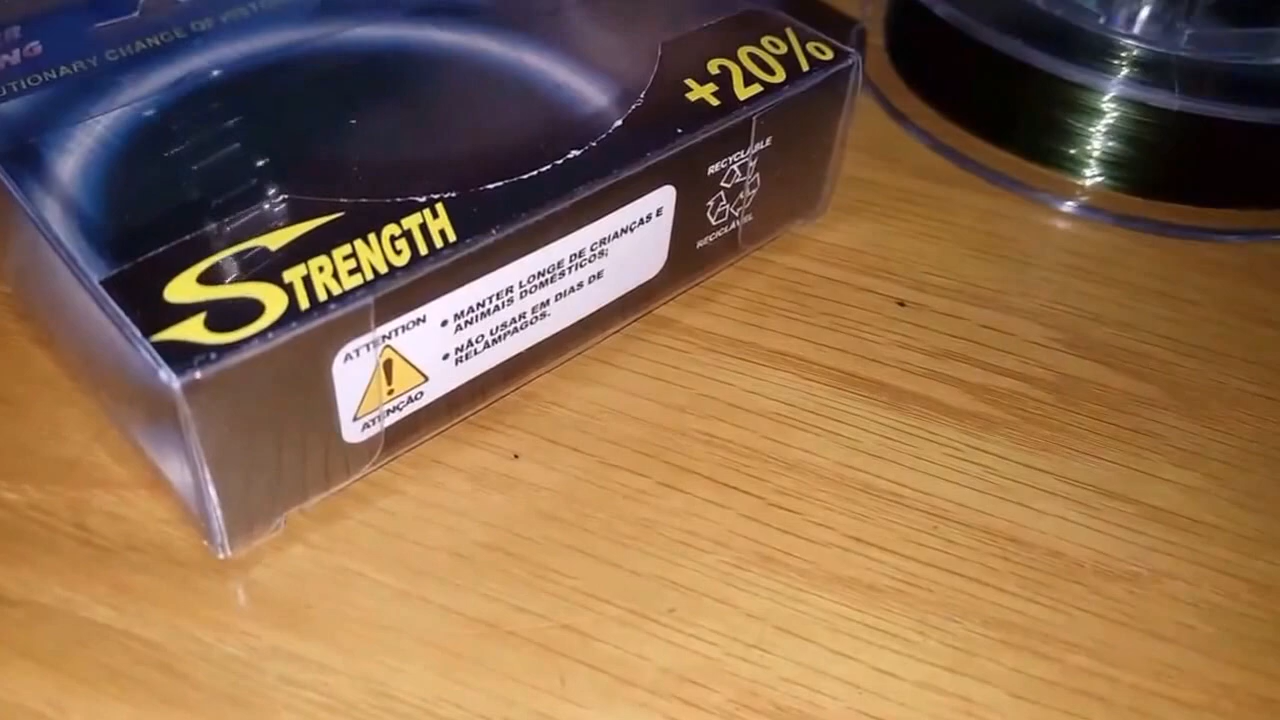 CHANGE OF
+20%
STRENGTH
RECYCLABLE
RECICLÁVEL
ATTENTION
ATENÇÃO
• MANTER LONGE DE CRIANÇAS E
ANIMAIS DOMÉSTICOS;
• NÃO USAR EM DIAS DE
RELÂMPAGOS.